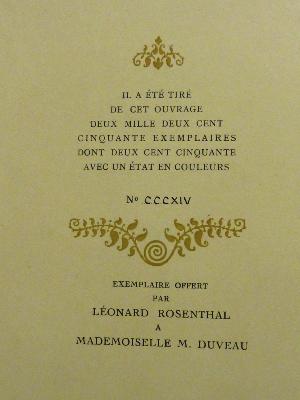 IL A ÉTÉ TIRÉ
DE CET OUVRAGE
DEUX MILLE DEUX CENT
CINQUANTE EXEMPLAIRES
DONT DEUX CENT CINQUANTE
AVEC UN ÉTAT EN COULEURS
No CCCXIV
EXEMPLAIRE OFFERT
PAR
LÉONARD ROSENTHAL
A
MADEMOISELLE M. DUVEAU